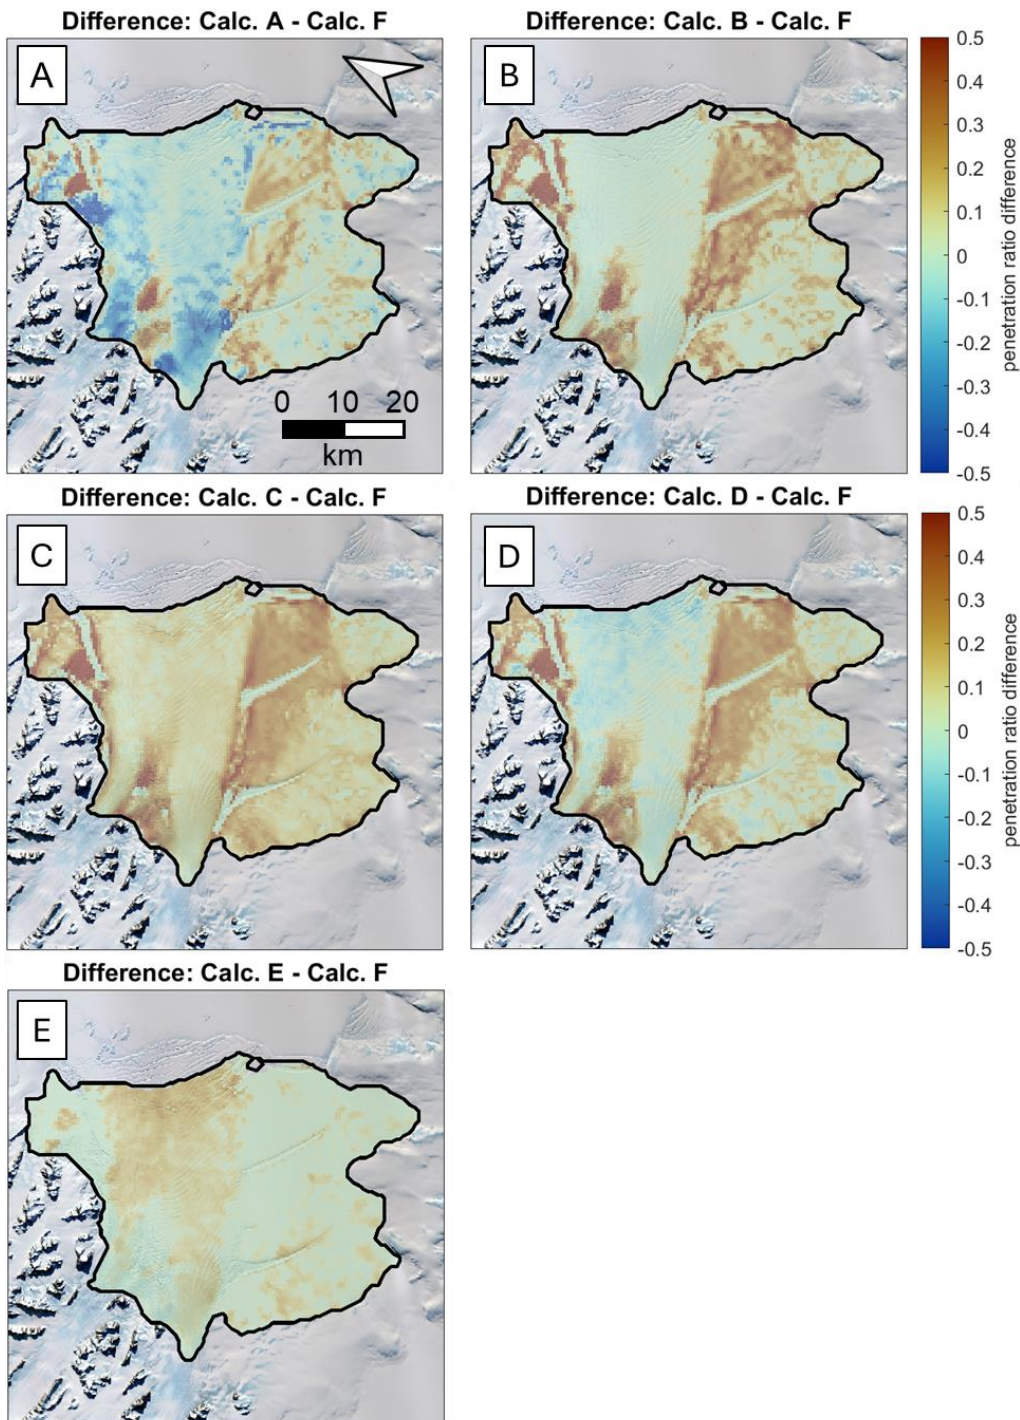 Difference: Calc. A - Calc. F
Difference: Calc. B - Calc. F
A
B
0.5
0.4
0.3
0.2
0.1
0
-0.1
-0.2
-0.3
-0.4
-0.5
penetration ratio difference
0 10 20
km
Difference: Calc. C - Calc. F
Difference: Calc. D - Calc. F
C
D
0.5
0.4
0.3
0.2
0.1
0
-0.1
-0.2
-0.3
-0.4
-0.5
penetration ratio difference
Difference: Calc. E - Calc. F
E